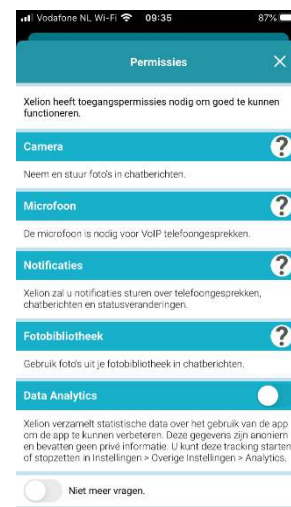 Vodafone NL Wi-Fi 09:35 87%
Permissies
Xelion heeft toegangspermissies nodig om goed te kunnen
functioneren.
Camera ?
Neem en stuur foto's in chatberichten.
Microfoon ?
De microfoon is nodig voor VoIP telefoongesprekken.
Notificaties ?
Xelion zal u notificaties sturen over telefoongesprekken,
chatberichten en statusveranderingen.
Fotobibliotheek ?
Gebruik foto's uit je fotobibliotheek in chatberichten.
Data Analytics
Xelion verzamelt statistische data over het gebruik van de app
om de app te kunnen verbeteren. Deze gegevens zijn anoniem
en bevatten geen privé informatie. U kunt deze tracking starten
of stopzetten in Instellingen > Overige Instellingen > Analytics.
Niet meer vragen.